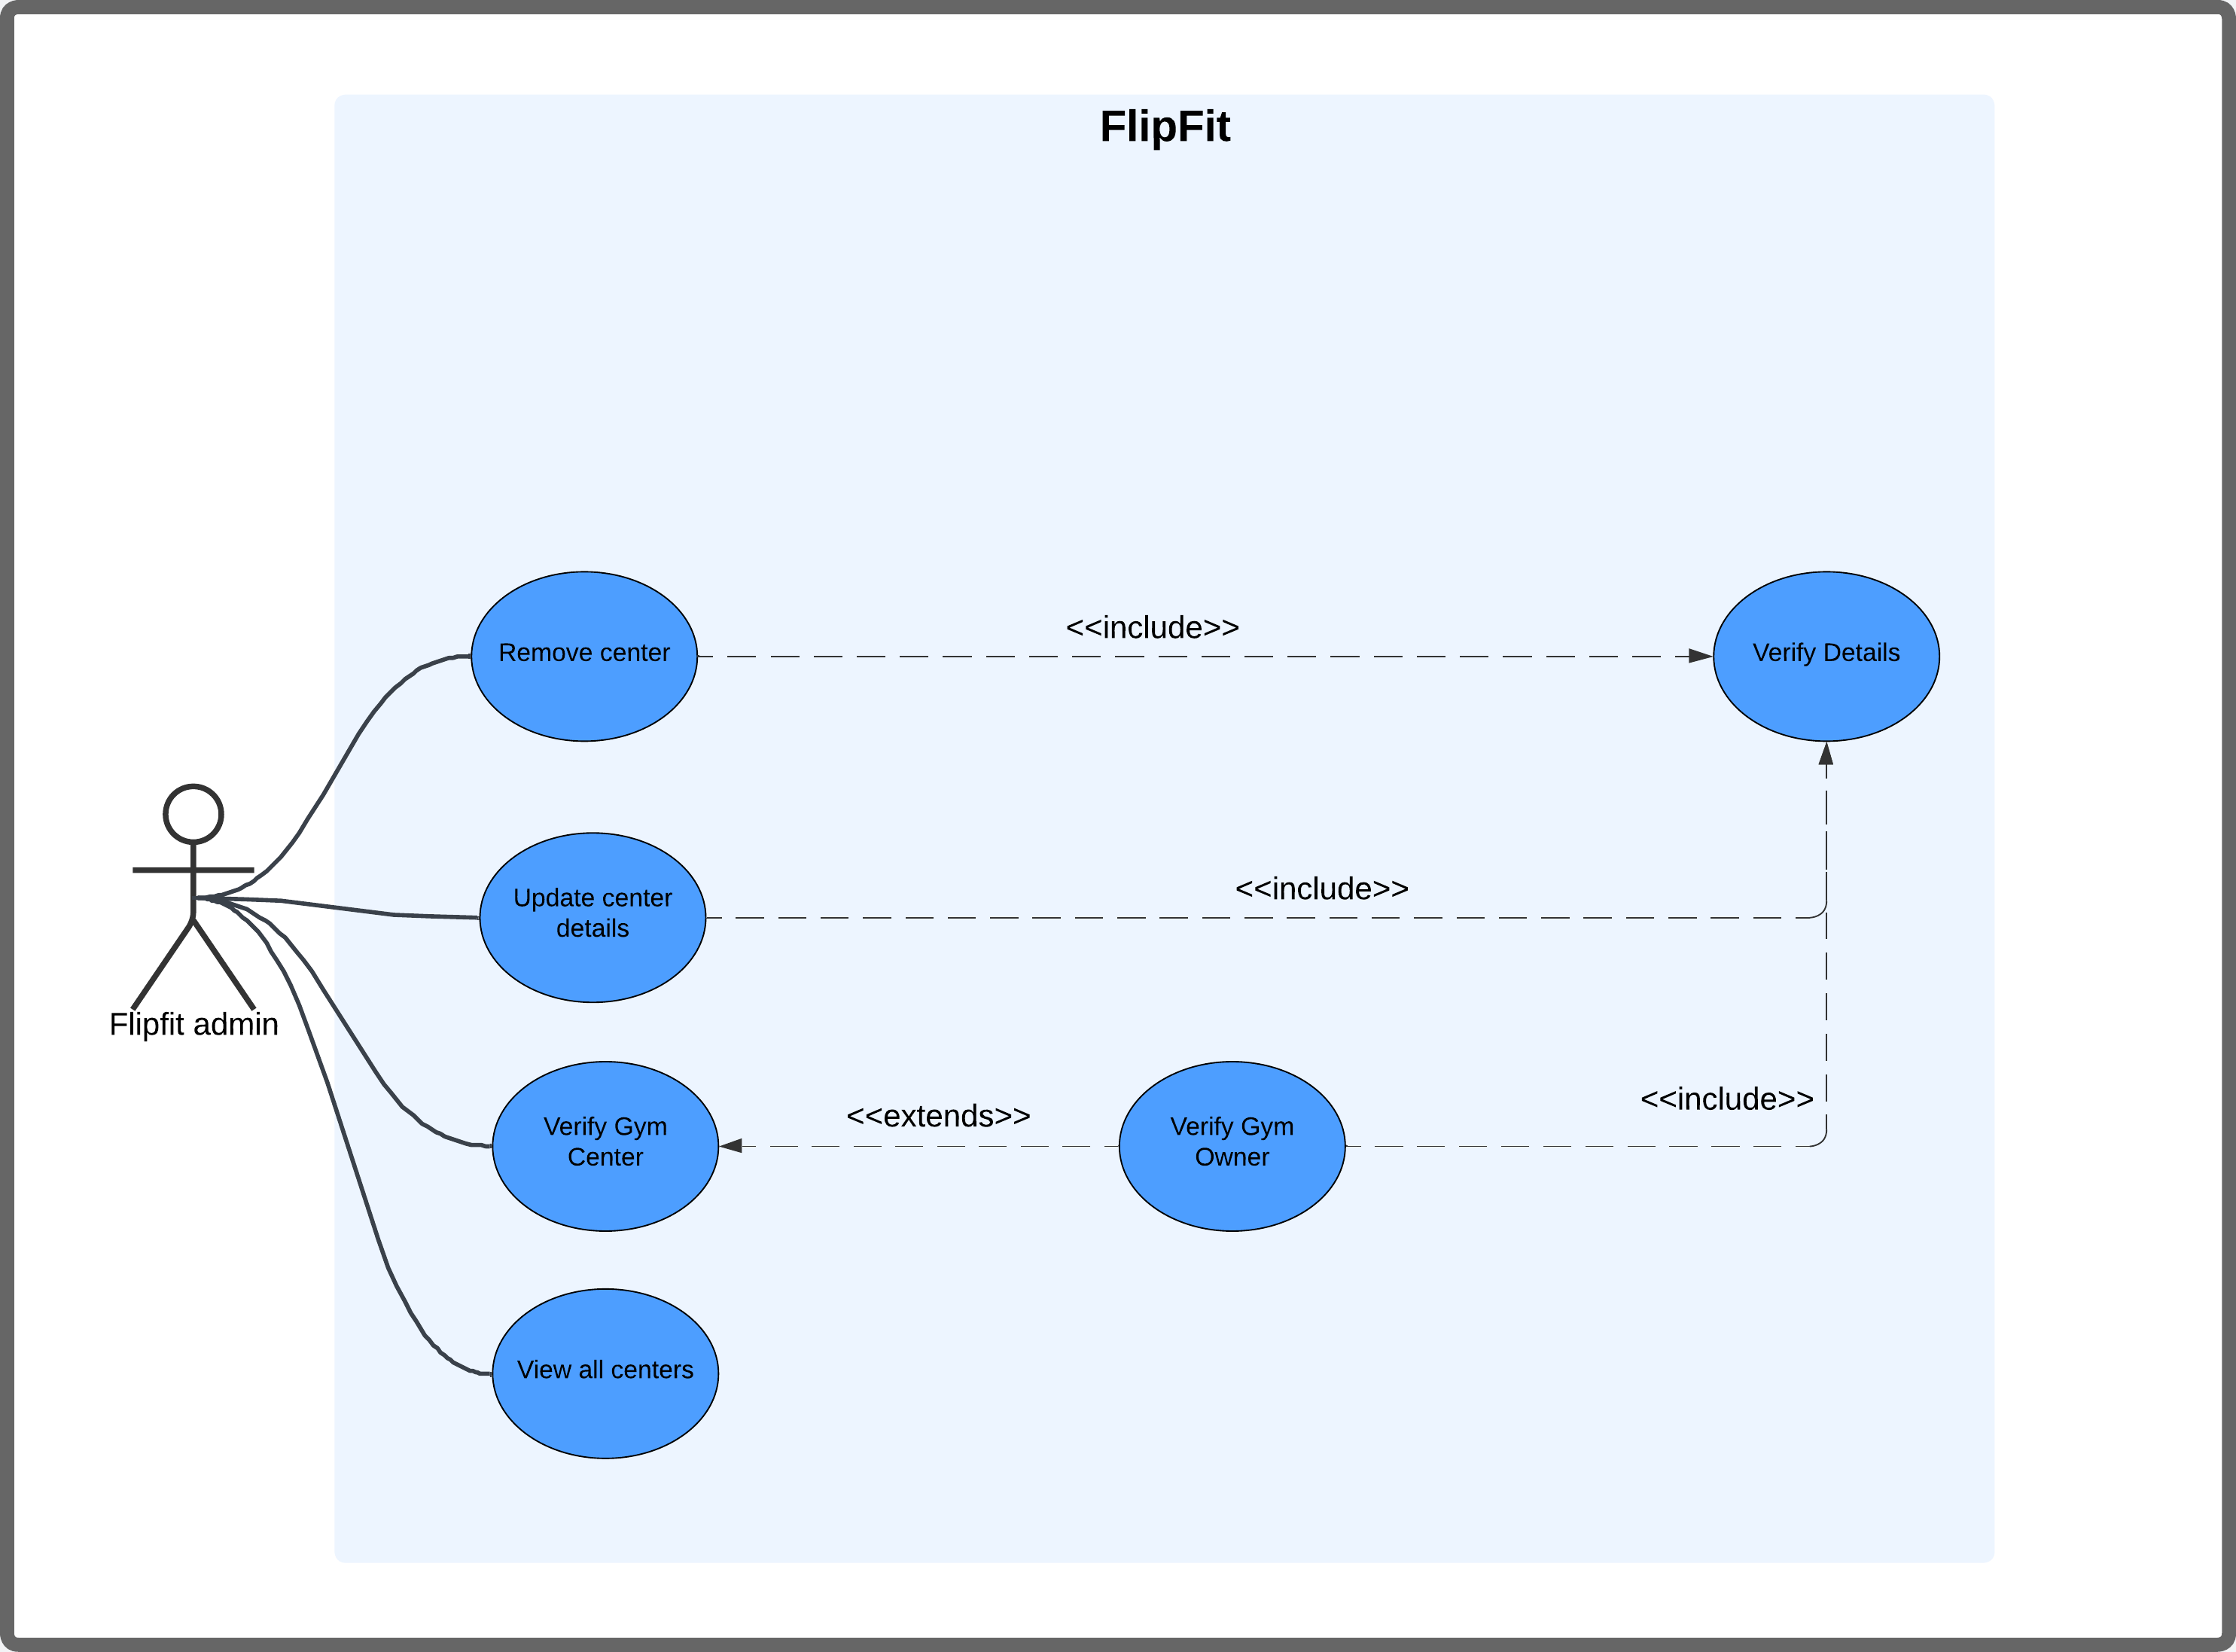 FlipFit
<<include>>
Remove center
Verify Details
<<include>>
Update center
details
Flipfit admin
<<extends>>
<<include>>
Verify Gym
Center
Verify Gym
Owner
View all centers